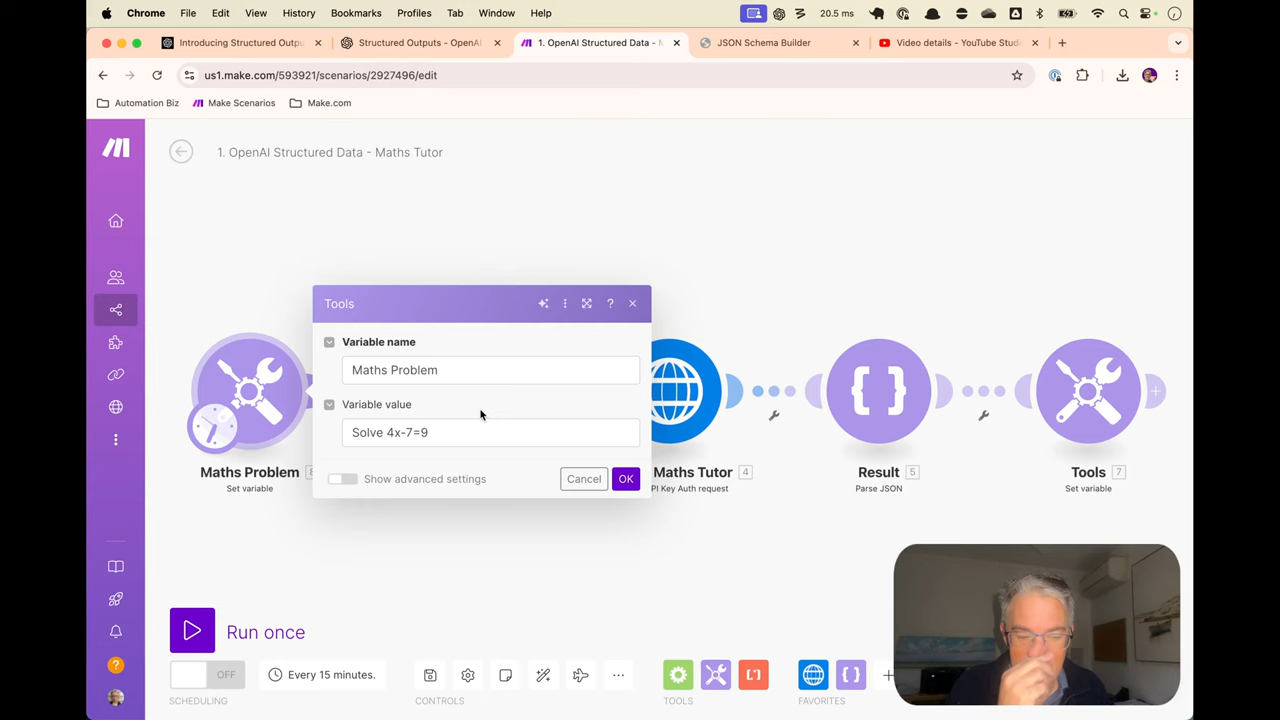 Chrome File Edit View History Bookmarks Profiles Tab Window Help 20.5 ms
Introducing Structured Outpu
Structured Outputs - OpenAI
1. OpenAI Structured Data - M
JSON Schema Builder
Video details - YouTube Stud
us1.make.com/593921/scenarios/2927496/edit
Automation Biz Make Scenarios Make.com
1. OpenAI Structured Data - Maths Tutor
Tools
Variable name
Maths Problem
Variable value
Solve 4x-7=9
Show advanced settings
Cancel OK
Maths Problem 8
Set variable
Maths Tutor 4
PI Key Auth request
Result 5
Parse JSON
Tools 7
Set variable
Run once
OFF
Every 15 minutes.
SCHEDULING
CONTROLS
TOOLS
FAVORITES